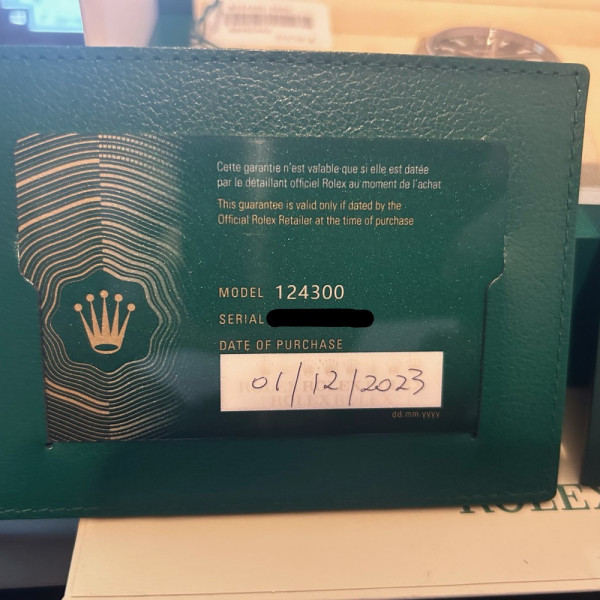 Cette garantie n'est valable que si elle est datée
par le détaillant officiel Rolex au moment de l'achat
This guarantee is valid only if dated by the
Official Rolex Retailer at the time of purchase
MODEL 124300
SERIAL
DATE OF PURCHASE
01/12/2023
dd.mm.yyyy
ROLEX